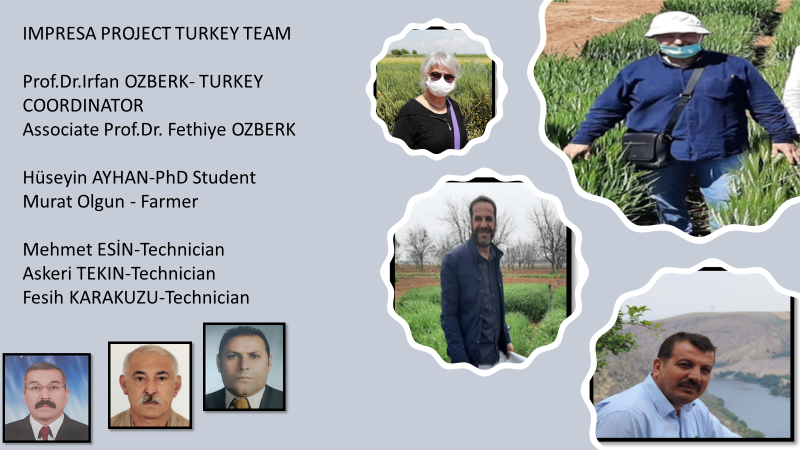 IMPRESA PROJECT TURKEY TEAM
Prof.Dr.Irfan OZBERK- TURKEY
COORDINATOR
Associate Prof.Dr. Fethiye OZBERK
Hüseyin AYHAN-PhD Student
Murat Olgun - Farmer
Mehmet ESİN-Technician
Askeri TEKIN-Technician
Fesih KARAKUZU-Technician